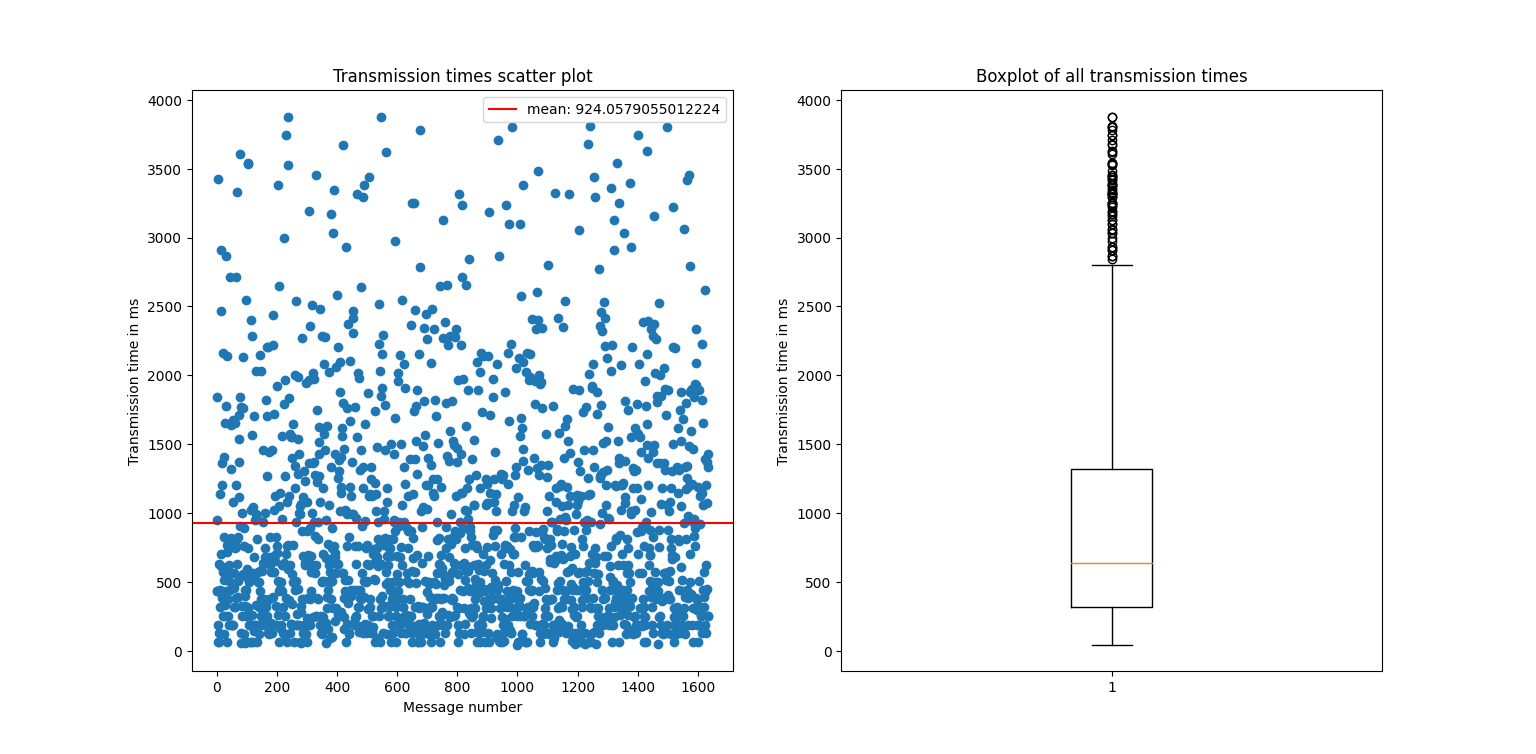 Transmission times scatter plot
mean: 924.0579055012224
4000
3500
3000
2500
2000
1500
1000
500
0
Transmission time in ms
0 200 400 600 800 1000 1200 1400 1600
Message number
Boxplot of all transmission times
4000
3500
3000
2500
2000
1500
1000
500
0
Transmission time in ms
1